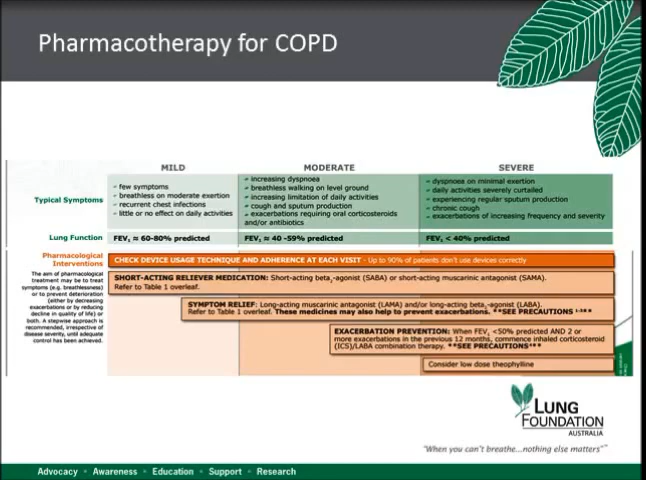 Pharmacotherapy for COPD
MILD MODERATE SEVERE
Typical Symptoms
few symptoms
breathless on moderate exertion
recurrent chest infections
little or no effect on daily activities
increasing dyspnoea
breathless walking on level ground
increasing limitation of daily activities
cough and sputum production
exacerbations requiring oral corticosteroids
and/or antibiotics
dyspnoea on minimal exertion
daily activities severely curtailed
experiencing regular sputum production
chronic cough
exacerbations of increasing frequency and severity
Lung Function
FEV₁ ≈ 60-80% predicted
FEV₁ ≈ 40 -59% predicted
FEV₁ < 40% predicted
Pharmacological
Interventions
The aim of pharmacological
treatment may be to treat
symptoms (e.g. breathlessness)
or to prevent deterioration
(either by decreasing
exacerbations or by reducing
decline in quality of life) or
both. A stepwise approach is
recommended, irrespective of
disease severity, until adequate
control has been achieved.
CHECK DEVICE USAGE TECHNIQUE AND ADHERENCE AT EACH VISIT - Up to 90% of patients don't use devices correctly
SHORT-ACTING RELIEVER MEDICATION: Short-acting beta₂-agonist (SABA) or short-acting muscarinic antagonist (SAMA).
Refer to Table 1 overleaf.
SYMPTOM RELIEF: Long-acting muscarinic antagonist (LAMA) and/or long-acting beta₂-agonist (LABA).
Refer to Table 1 overleaf. These medicines may also help to prevent exacerbations. **SEE PRECAUTIONS
EXACERBATION PREVENTION: When FEV₁ <50% predicted AND 2 or
more exacerbations in the previous 12 months, commence inhaled corticosteroid
(ICS)/LABA combination therapy. **SEE PRECAUTIONS
Consider low dose theophylline
LUNG
FOUNDATION
AUSTRALIA
"When you can't breathe...nothing else matters"™
Advocacy • Awareness • Education • Support • Research